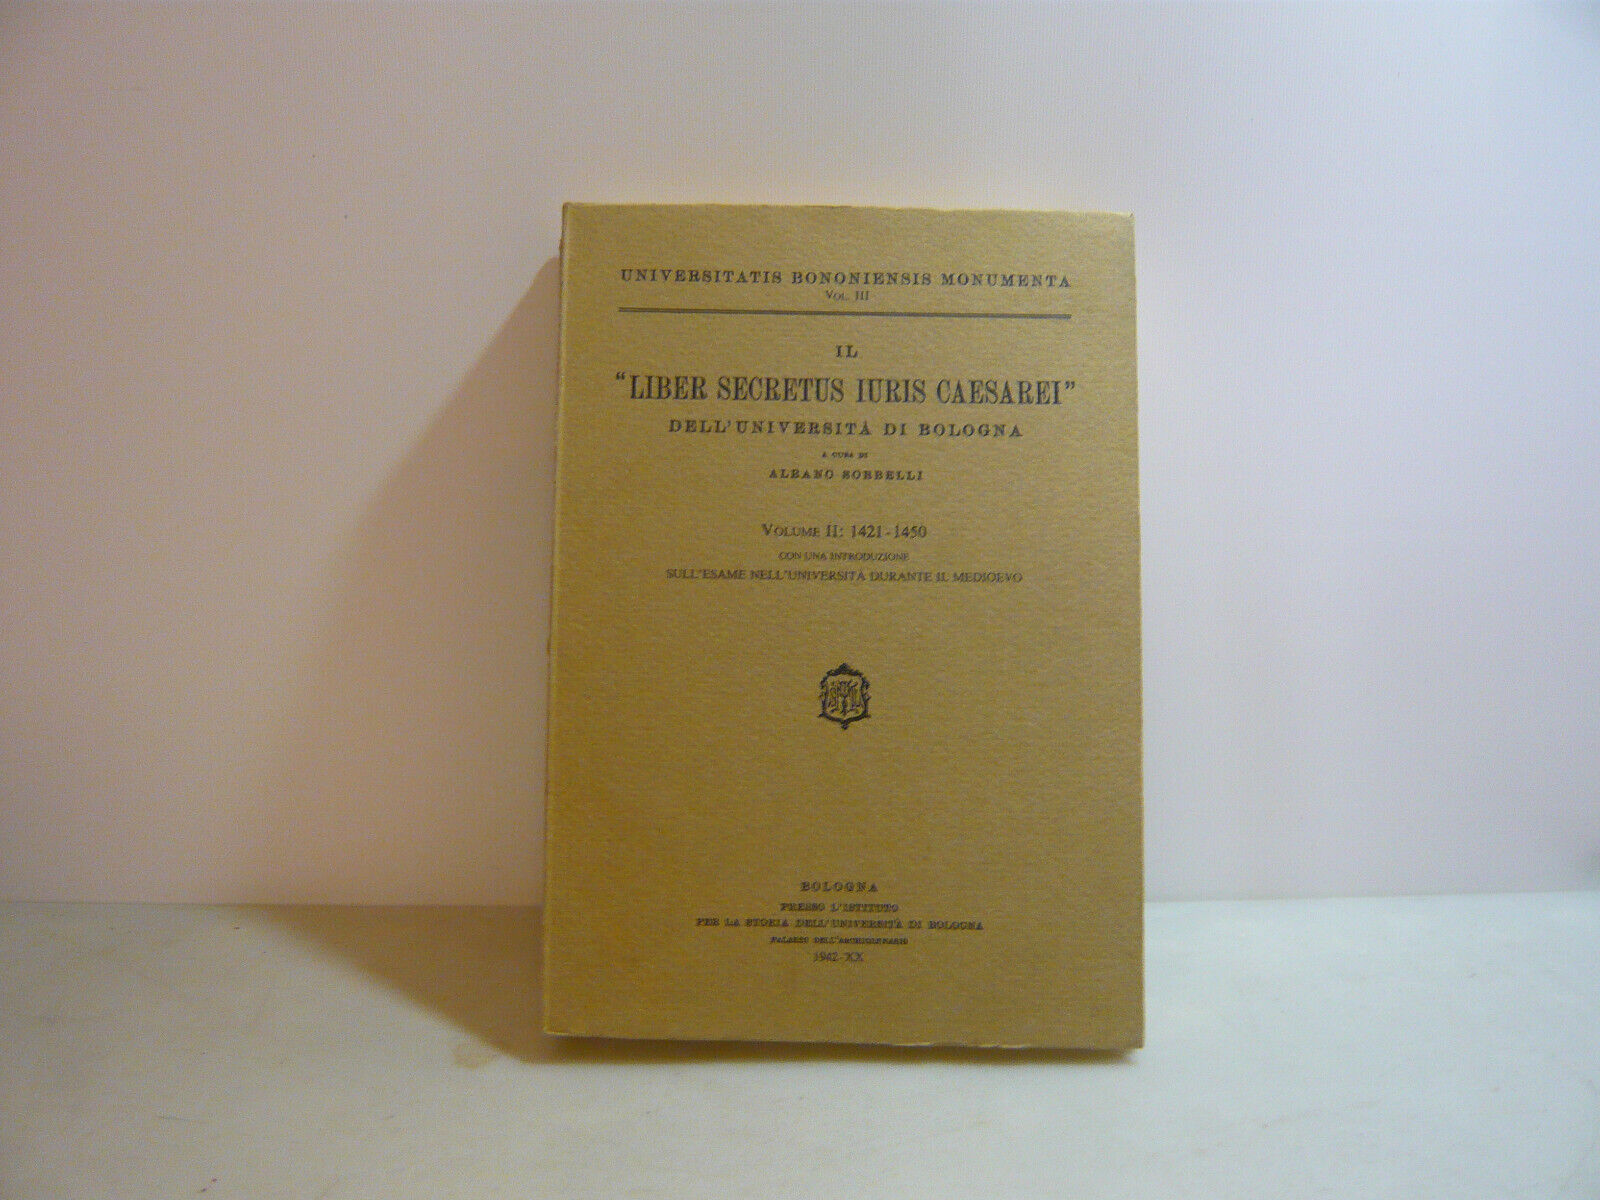 UNIVERSITATIS BONONIENSIS MONUMENTA
VOL. III
IL
“LIBER SECRETUS IURIS CAESAREI”
DELL'UNIVERSITÀ DI BOLOGNA
A CURA DI
ALBANO SORBELLI
VOLUME II: 1421-1450
CON UNA INTRODUZIONE
SULL'ESAME NELL'UNIVERSITÀ DURANTE IL MEDIOEVO
BOLOGNA
PRESSO L'ISTITUTO
PER LA STORIA DELL'UNIVERSITÀ DI BOLOGNA
PALAZZO DELL'ARCHIGINNASIO
1942-XX